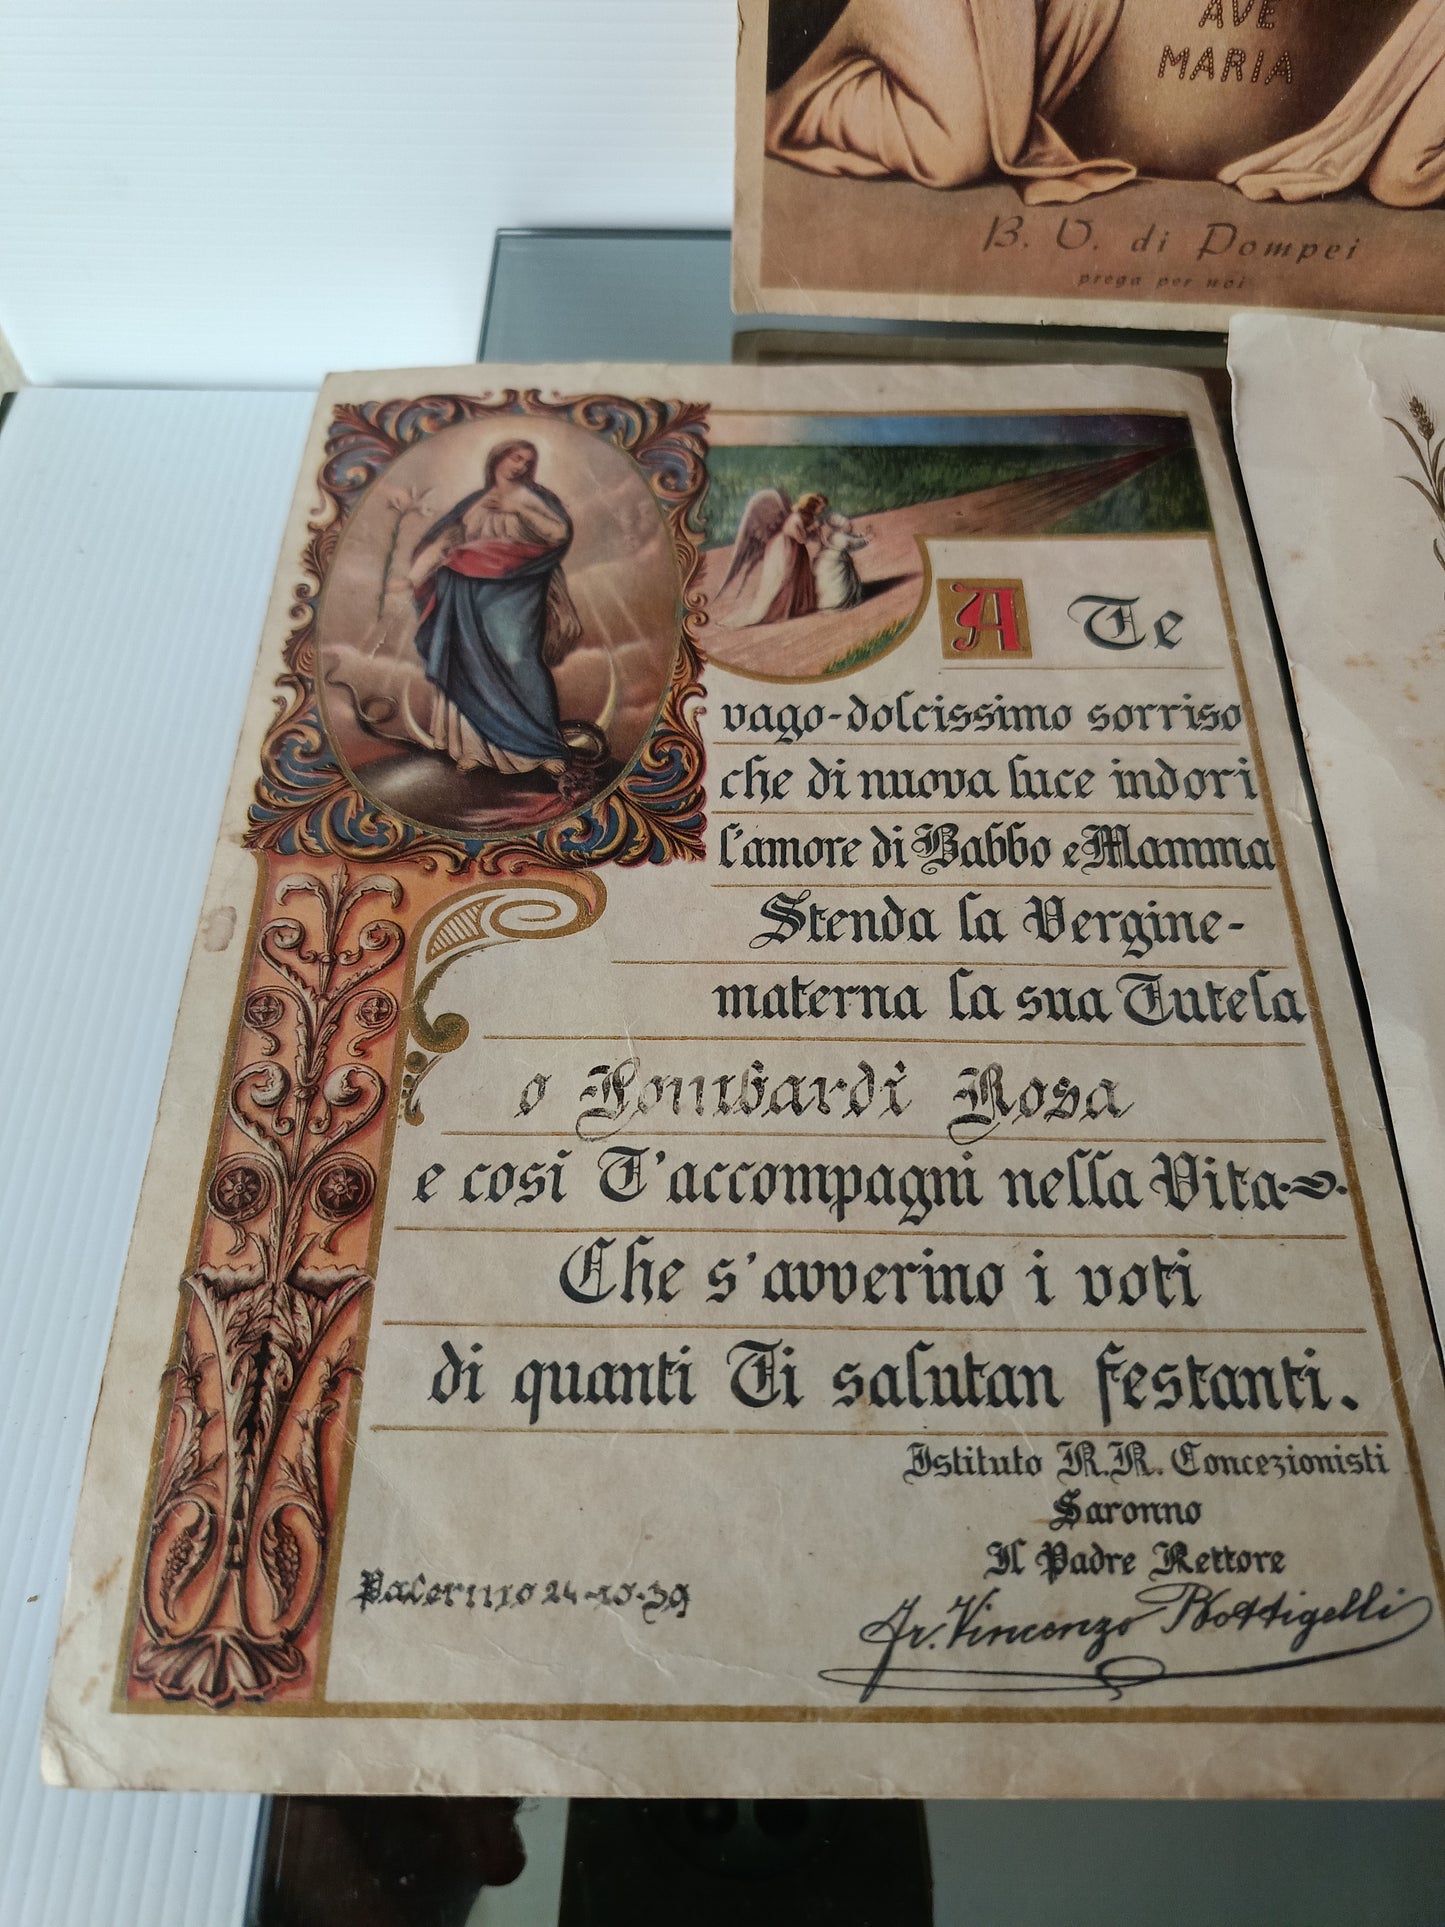 AVE
MARIA
B. V. di Pompei
prega per noi
A Te
vago-dolcissimo sorriso
che di nuova luce indori
l'amore di Babbo e Mamma
Stenda la Vergine-
materna la sua Tutela
o Lombardi Rosa
e cosi T'accompagni nella Vita
Che s'avverino i voti
di quanti Ti salutan festanti.
Istituto R.R. Concezionisti
Saronno
Il Padre Rettore
Palermo 24-10-39
Fr. Vincenzo Bottigelli